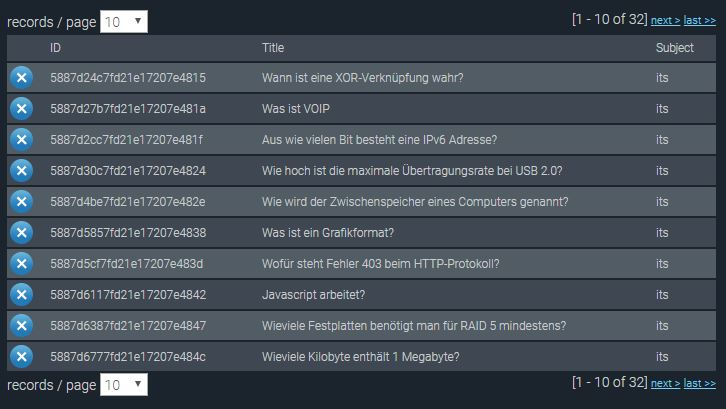 records / page 10 [1 - 10 of 32] next > last >>
ID Title Subject
5887d24c7fd21e17207e4815 Wann ist eine XOR-Verknüpfung wahr? its
5887d27b7fd21e17207e481a Was ist VOIP its
5887d2cc7fd21e17207e481f Aus wie vielen Bit besteht eine IPv6 Adresse? its
5887d30c7fd21e17207e4824 Wie hoch ist die maximale Übertragungsrate bei USB 2.0? its
5887d4be7fd21e17207e482e Wie wird der Zwischenspeicher eines Computers genannt? its
5887d5857fd21e17207e4838 Was ist ein Grafikformat? its
5887d5cf7fd21e17207e483d Wofür steht Fehler 403 beim HTTP-Protokoll? its
5887d6117fd21e17207e4842 Javascript arbeitet? its
5887d6387fd21e17207e4847 Wieviele Festplatten benötigt man für RAID 5 mindestens? its
5887d6777fd21e17207e484c Wieviele Kilobyte enthält 1 Megabyte? its
records / page 10 [1 - 10 of 32] next > last >>